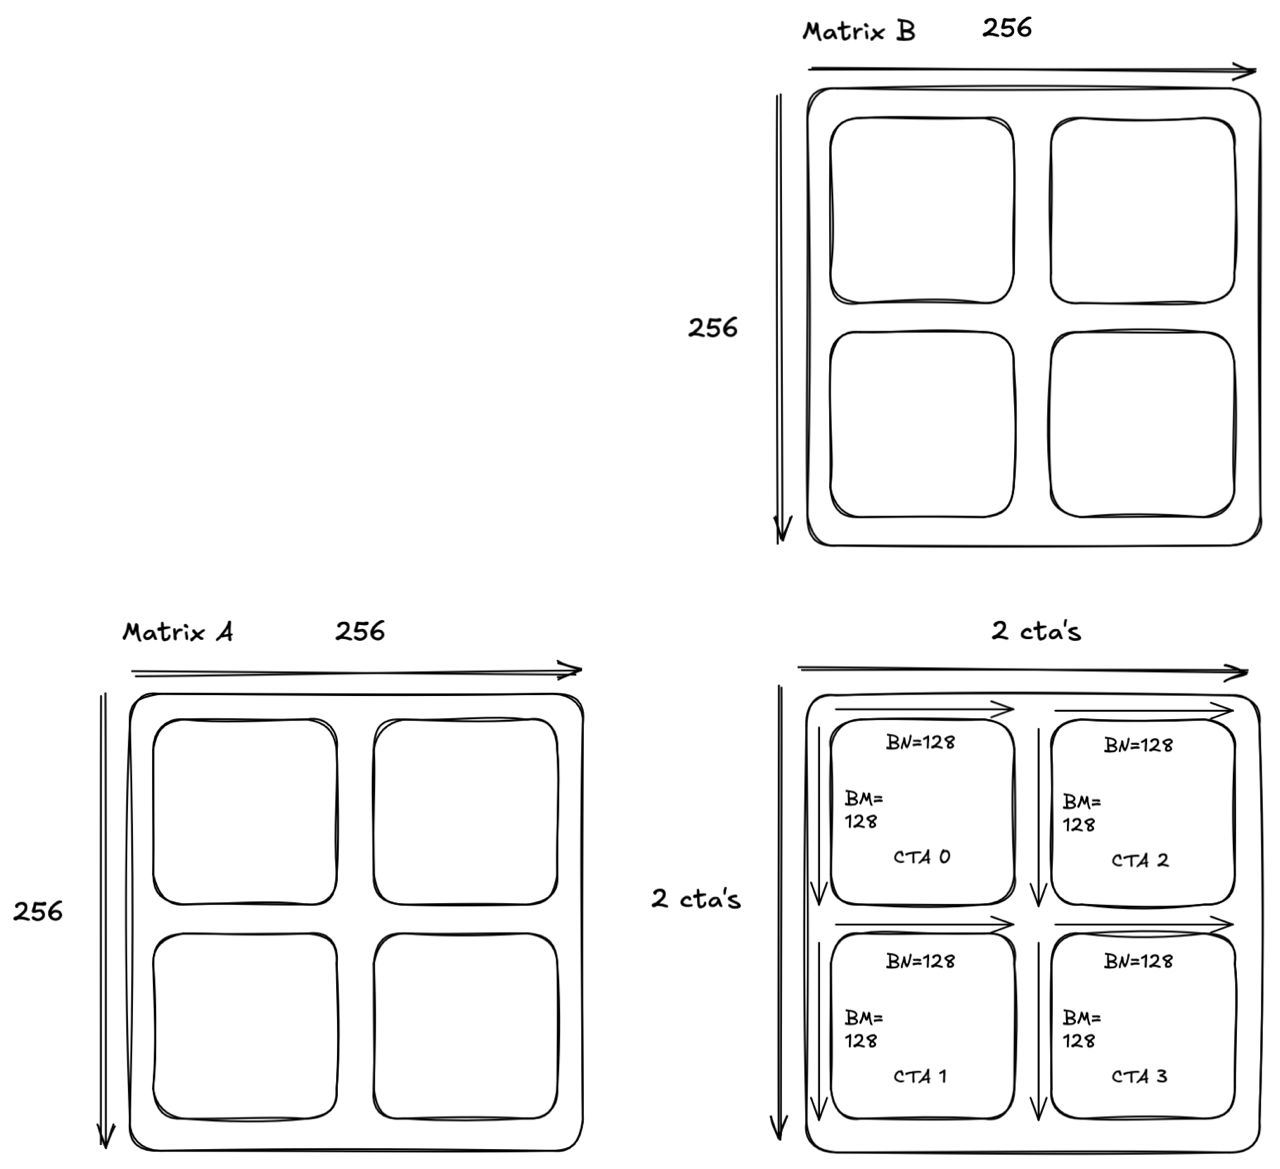 Matrix B 256
256
Matrix A 256
256
2 cta's
2 cta's
BN=128
BM=
128
CTA 0
BN=128
BM=
128
CTA 2
BN=128
BM=
128
CTA 1
BN=128
BM=
128
CTA 3